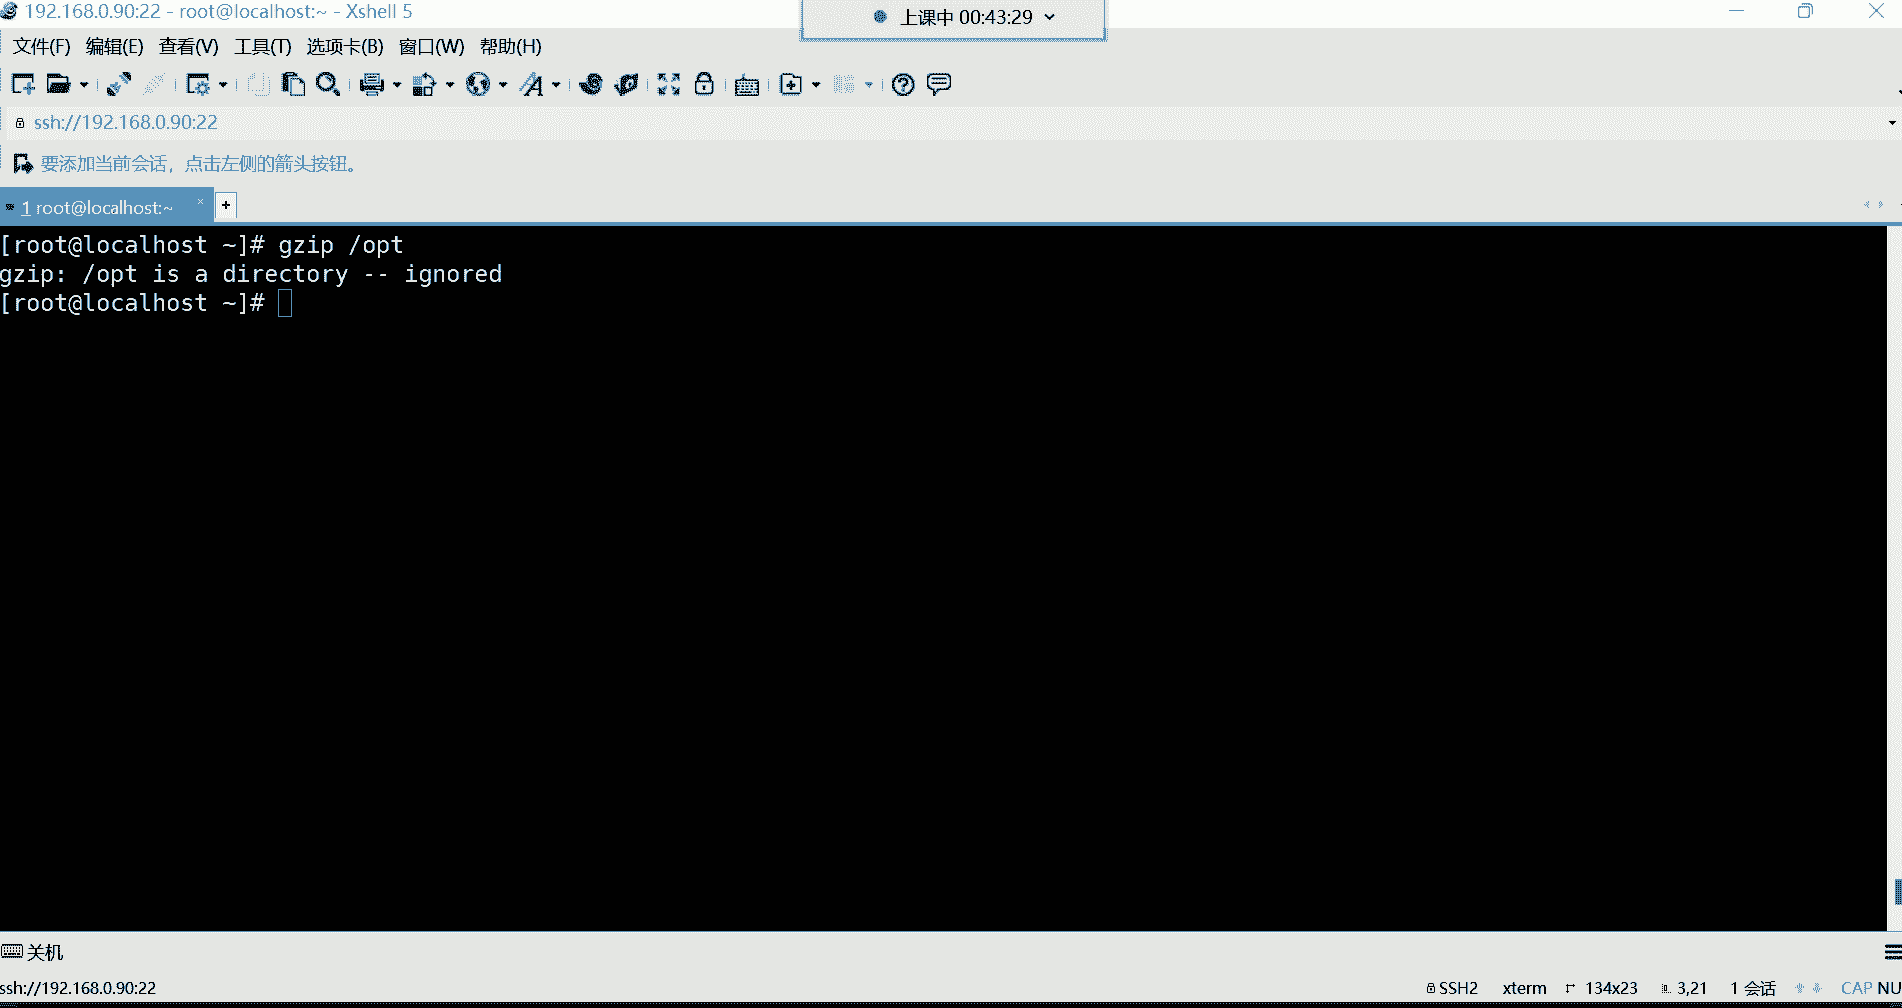 192.168.0.90:22 - root@localhost:~ - Xshell 5
上课中 00:43:29
文件(F) 编辑(E) 查看(V) 工具(T) 选项卡(B) 窗口(W) 帮助(H)
ssh://192.168.0.90:22
要添加当前会话，点击左侧的箭头按钮。
1 root@localhost:~ × +
[root@localhost ~]# gzip /opt
gzip: /opt is a directory -- ignored
[root@localhost ~]#
关机
ssh://192.168.0.90:22 SSH2 xterm 134x23 3,21 1 会话 CAP NU